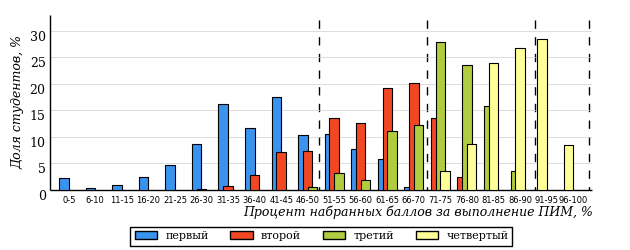 Доля студентов, %
30
25
20
15
10
5
0
0-5 6-10 11-15 16-20 21-25 26-30 31-35 36-40 41-45 46-50 51-55 56-60 61-65 66-70 71-75 76-80 81-85 86-90 91-95 96-100
Процент набранных баллов за выполнение ПИМ, %
первый второй третий четвертый